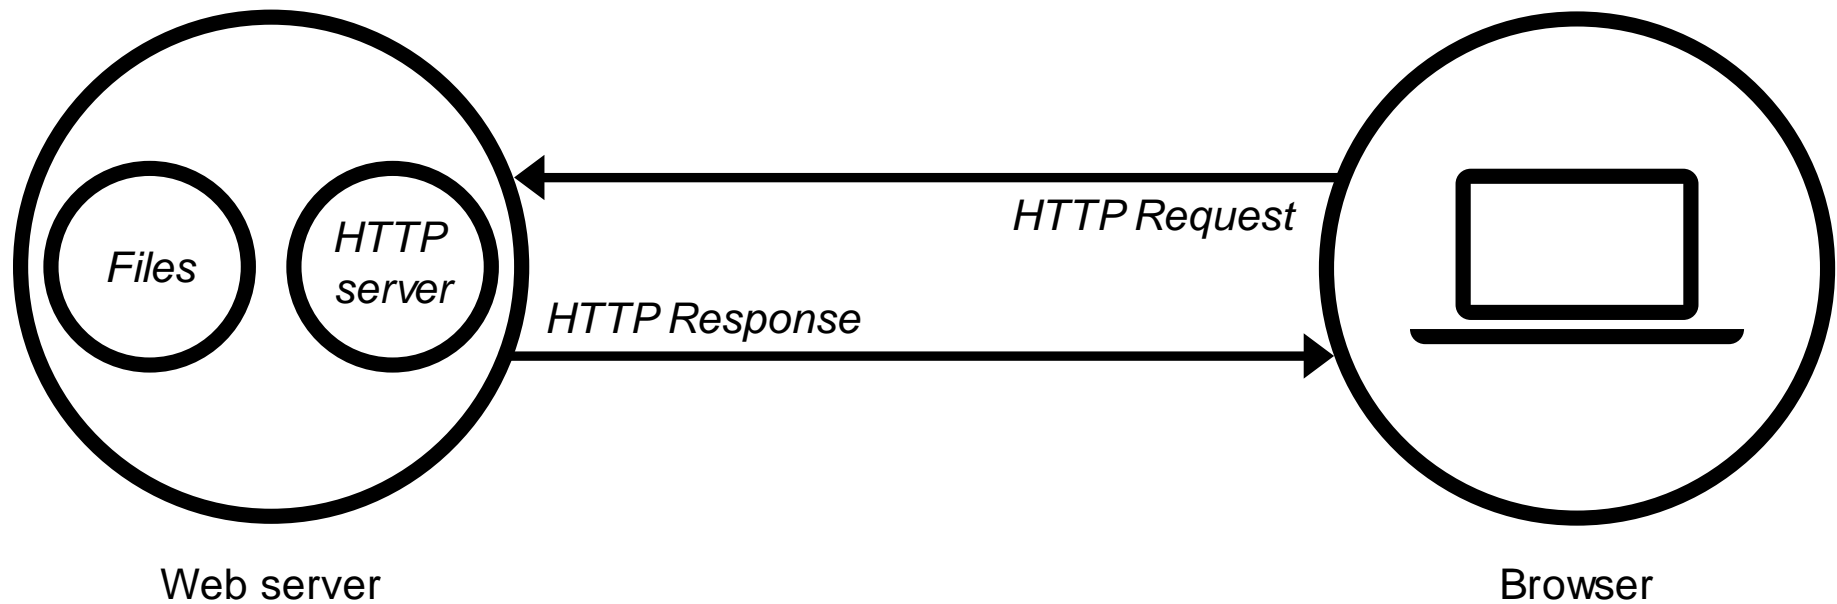 Files
HTTP
server
HTTP Request
HTTP Response
Web server
Browser